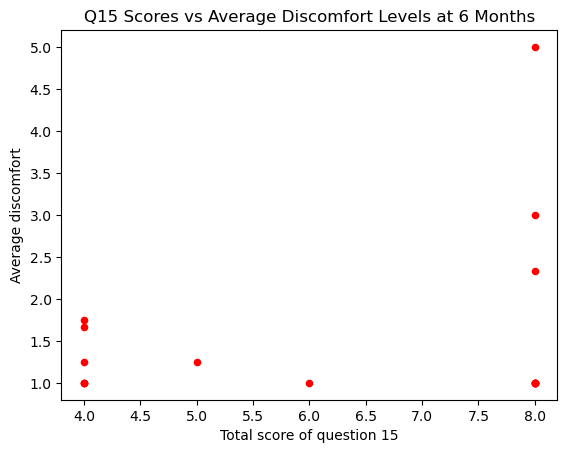 Q15 Scores vs Average Discomfort Levels at 6 Months
5.0
4.5
4.0
3.5
3.0
2.5
2.0
1.5
1.0
Average discomfort
4.0 4.5 5.0 5.5 6.0 6.5 7.0 7.5 8.0
Total score of question 15